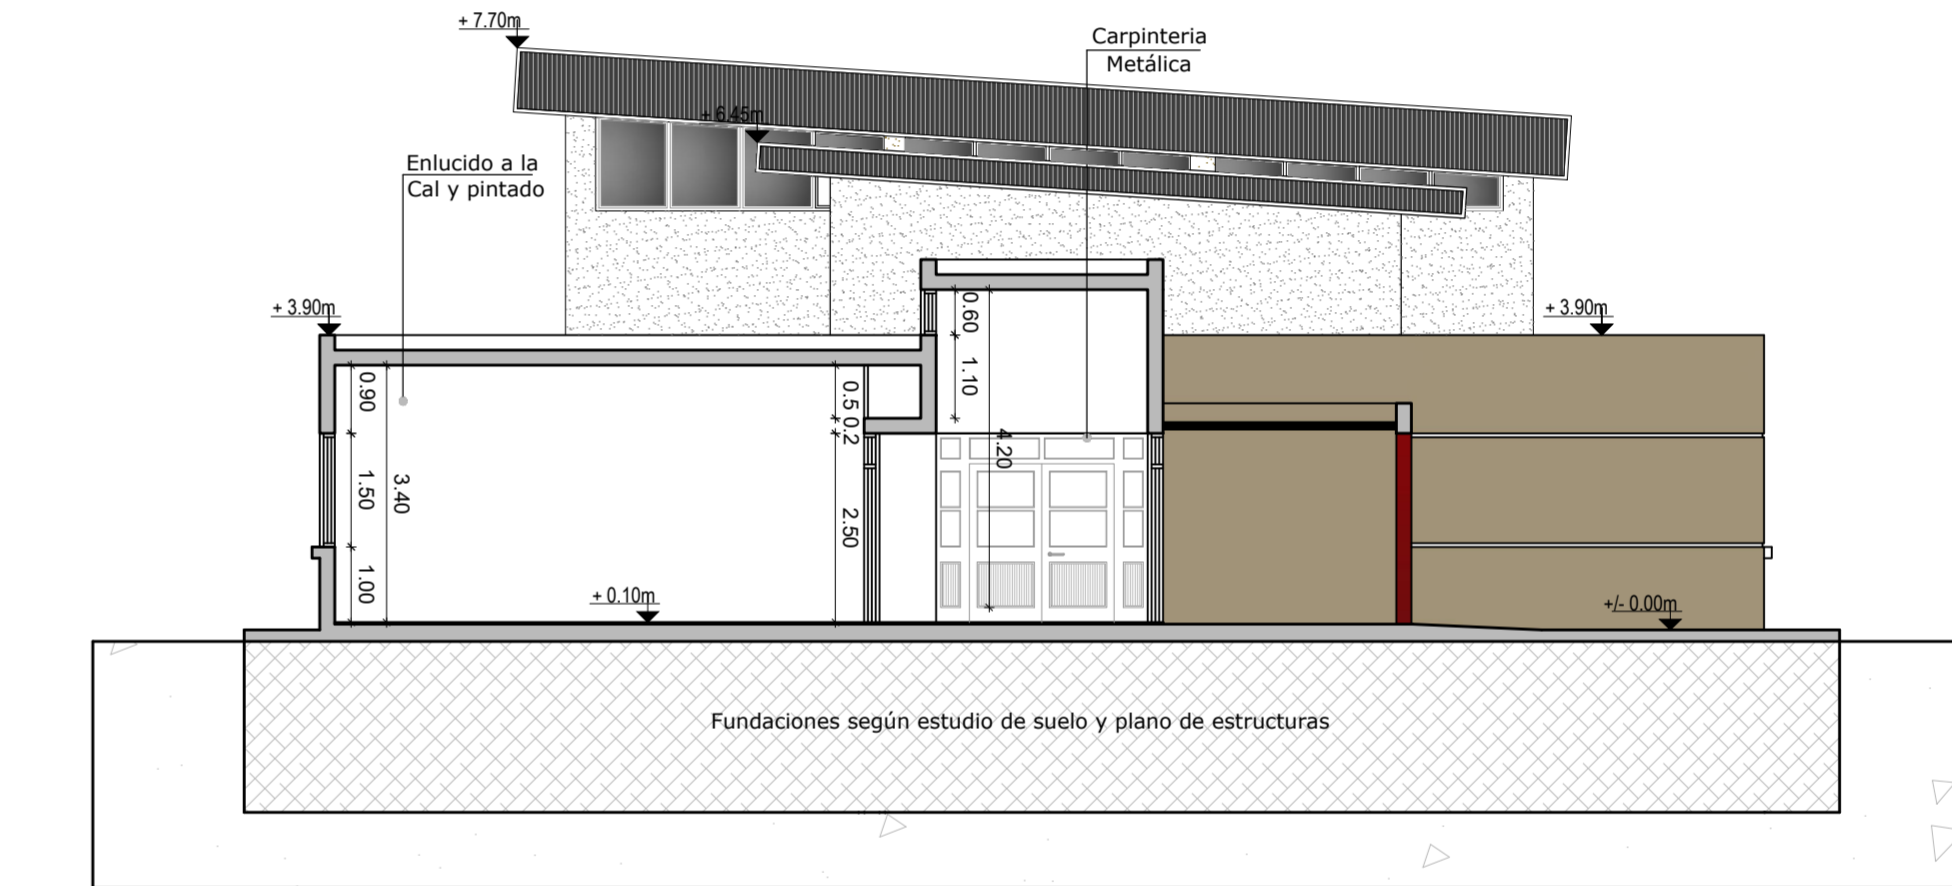 + 7.70m
Carpinteria
Metálica
+ 6.45m
Enlucido a la
Cal y pintado
+ 3.90m
+ 3.90m
0.60
1.10
0.90
0.5
0.2
4.20
1.50
3.40
2.50
1.00
+ 0.10m
+/- 0.00m
Fundaciones según estudio de suelo y plano de estructuras